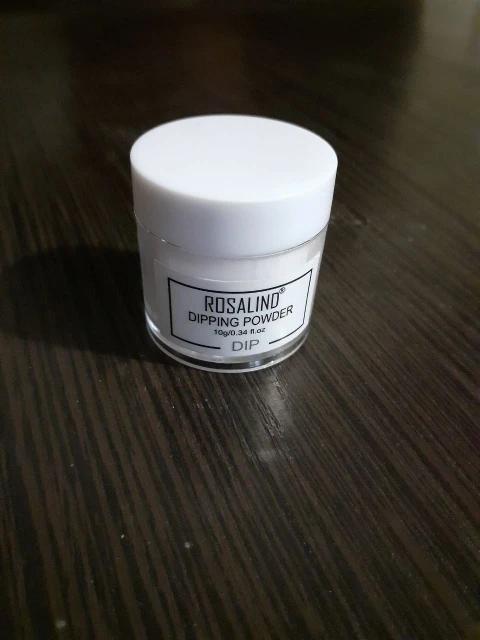 ROSALIND®
DIPPING POWDER
10g/0.34 fl.oz
DIP